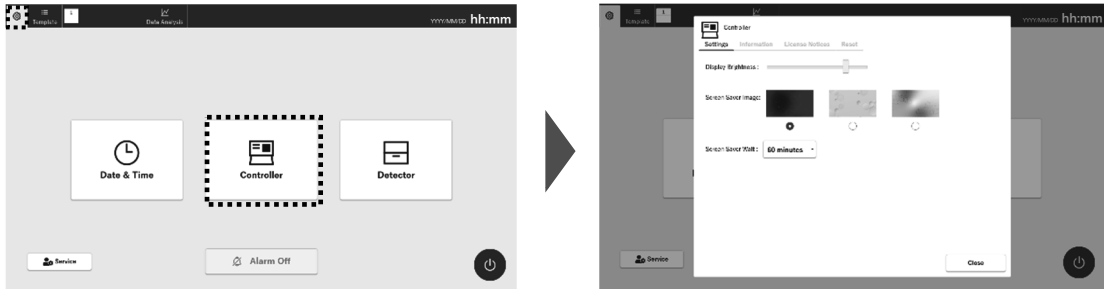 Template
1
Data Analysis
YYYY/MM/DD hh:mm
Date & Time
Controller
Detector
Service
Alarm Off
Template
1
YYYY/MM/DD hh:mm
Controller
Settings Information License Notices Reset
Display Brightness :
Screen Saver Image:
Screen Saver Wait :
60 minutes
Service
Close